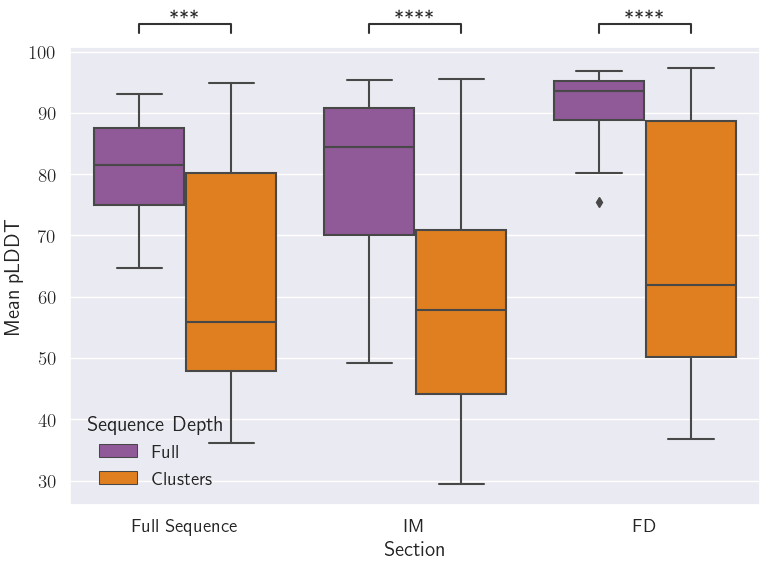 *** **** ****
100
90
80
70
60
50
40
30
Mean pLDDT
Sequence Depth
Full
Clusters
Full Sequence IM FD
Section